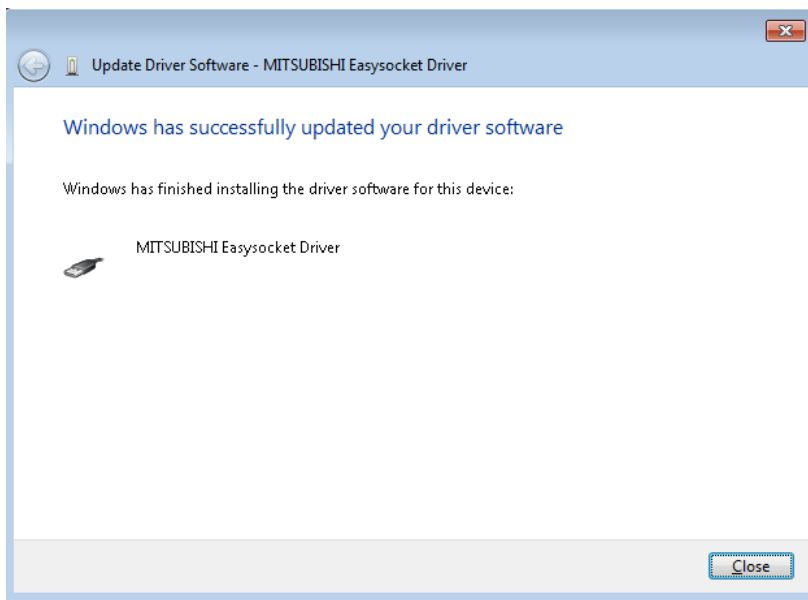 Update Driver Software - MITSUBISHI Easysocket Driver
Windows has successfully updated your driver software
Windows has finished installing the driver software for this device:
MITSUBISHI Easysocket Driver
Close